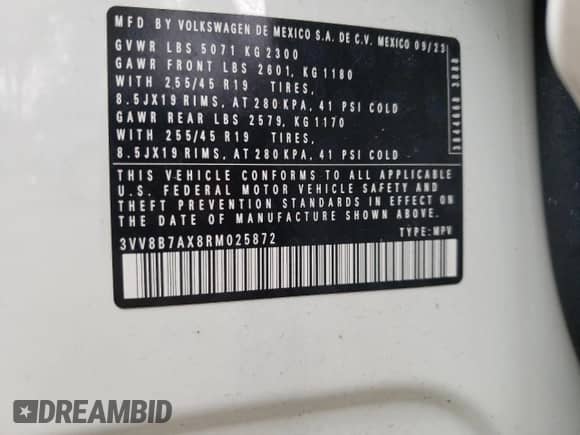 MFD BY VOLKSWAGEN DE MEXICO S.A. DE C.V. MEXICO 09/23
GVWR LBS 5071 KG 2300
GAWR FRONT LBS 2601, KG 1180
WITH 255/45 R19 TIRES,
8.5JX19 RIMS, AT 280 KPA, 41 PSI COLD
GAWR REAR LBS 2579, KG 1170
WITH 255/45 R19 TIRES,
8.5JX19 RIMS, AT 280 KPA, 41 PSI COLD
THIS VEHICLE CONFORMS TO ALL APPLICABLE
U.S. FEDERAL MOTOR VEHICLE SAFETY AND
THEFT PREVENTION STANDARDS IN EFFECT ON
THE DATE OF MANUFACTURE SHOWN ABOVE
3VV8B7AX8RM025872 TYPE:MPV
DREAMBID